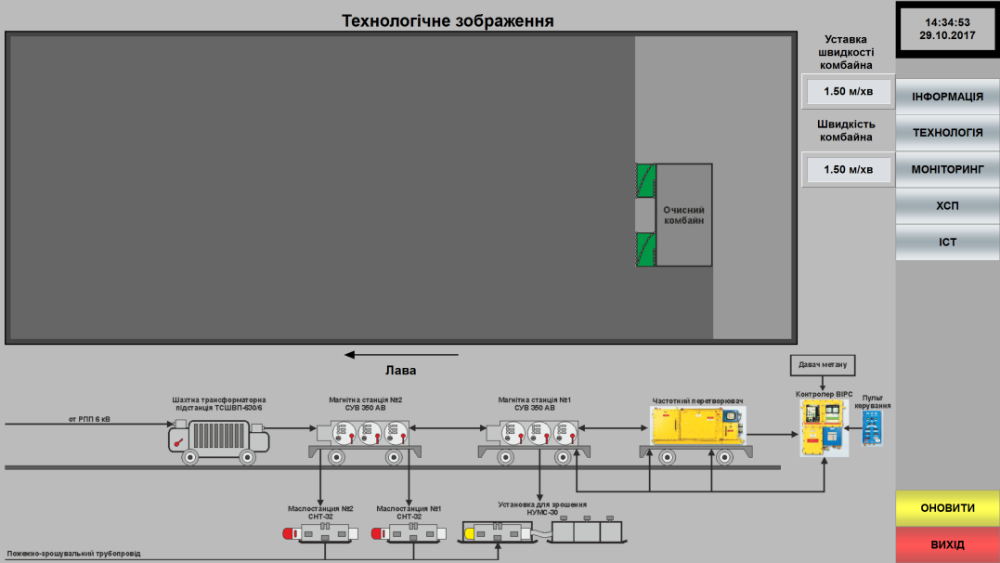 Технологічне зображення
14:34:53
29.10.2017
Уставка
швидкості
комбайна
1.50 м/хв
Швидкість
комбайна
1.50 м/хв
ІНФОРМАЦІЯ
ТЕХНОЛОГІЯ
МОНІТОРИНГ
ХСП
ІСТ
Очисний
комбайн
Лава
Давач метану
від РПП 6 кВ
Шахтна трансформаторна
підстанція ТСШВП-630/6
Магнітна станція №2
СУВ 350 АВ
Магнітна станція №1
СУВ 350 АВ
Частотний перетворювач
Контролер ВІРС
Пульт
керування
Маслостанция №2
СНТ-32
Маслостанция №1
СНТ-32
Установка для зрошення
НУМС-30
Пожежно-зрошувальний трубопровід
ОНОВИТИ
ВИХІД